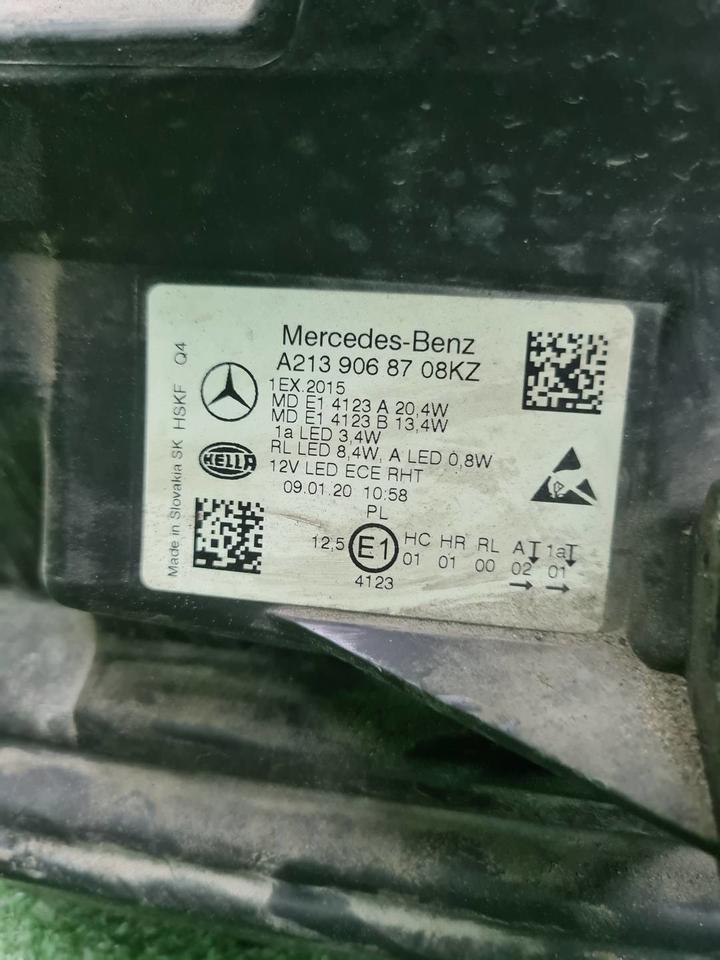 Mercedes-Benz
A213 906 87 08KZ
1EX.2015
MD E1 4123 A 20,4W
MD E1 4123 B 13,4W
1a LED 3,4W
RL LED 8,4W, A LED 0,8W
12V LED ECE RHT
09.01.20 10:58
PL
12,5 E1 HC HR RL A 1a
01 01 00 02 01
4123
HELLA
Made in Slovakia SK HSKF Q4